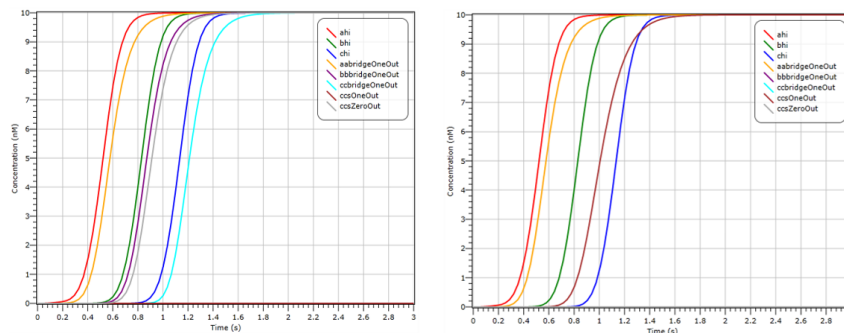 10
9
8
7
6
5
4
3
2
1
0
Concentration (nM)
0
0.2
0.4
0.6
0.8
1
1.2
1.4
1.6
1.8
2
2.2
2.4
2.6
2.8
3
Time (s)
ahi
bhi
chi
aabridgeOneOut
bbbridgeOneOut
ccbridgeOneOut
ccsOneOut
ccsZeroOut
10
9
8
7
6
5
4
3
2
1
0
Concentration (nM)
0
0.2
0.4
0.6
0.8
1
1.2
1.4
1.6
1.8
2
2.2
2.4
2.6
2.8
Time (s)
ahi
bhi
chi
aabridgeOneOut
bbbridgeOneOut
ccbridgeOneOut
ccsOneOut
ccsZeroOut